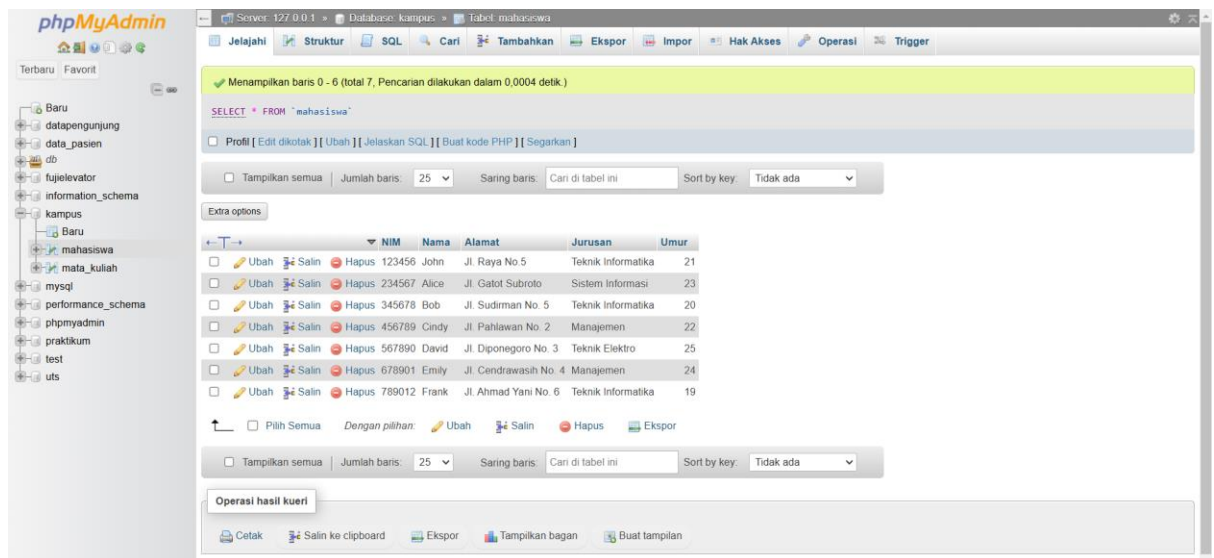 phpMyAdmin
Terbaru Favorit
Baru
datapengunjung
data_pasien
db
fujielevator
information_schema
kampus
Baru
mahasiswa
mata_kuliah
mysql
performance_schema
phpmyadmin
praktikum
test
uts
Server: 127.0.0.1 » Database: kampus » Tabel: mahasiswa
Jelajahi Struktur SQL Cari Tambahkan Ekspor Impor Hak Akses Operasi Trigger
Menampilkan baris 0 - 6 (total 7, Pencarian dilakukan dalam 0,0004 detik.)
SELECT * FROM `mahasiswa`
Profil [ Edit dikotak ] [ Ubah ] [ Jelaskan SQL ] [ Buat kode PHP ] [ Segarkan ]
Tampilkan semua | Jumlah baris: 25 Saring baris: Cari di tabel ini Sort by key: Tidak ada
Extra options
←T→ NIM Nama Alamat Jurusan Umur
Ubah Salin Hapus 123456 John Jl. Raya No.5 Teknik Informatika 21
Ubah Salin Hapus 234567 Alice Jl. Gatot Subroto Sistem Informasi 23
Ubah Salin Hapus 345678 Bob Jl. Sudirman No. 5 Teknik Informatika 20
Ubah Salin Hapus 456789 Cindy Jl. Pahlawan No. 2 Manajemen 22
Ubah Salin Hapus 567890 David Jl. Diponegoro No. 3 Teknik Elektro 25
Ubah Salin Hapus 678901 Emily Jl. Cendrawasih No. 4 Manajemen 24
Ubah Salin Hapus 789012 Frank Jl. Ahmad Yani No. 6 Teknik Informatika 19
Pilih Semua Dengan pilihan: Ubah Salin Hapus Ekspor
Tampilkan semua | Jumlah baris: 25 Saring baris: Cari di tabel ini Sort by key: Tidak ada
Operasi hasil kueri
Cetak Salin ke clipboard Ekspor Tampilkan bagan Buat tampilan